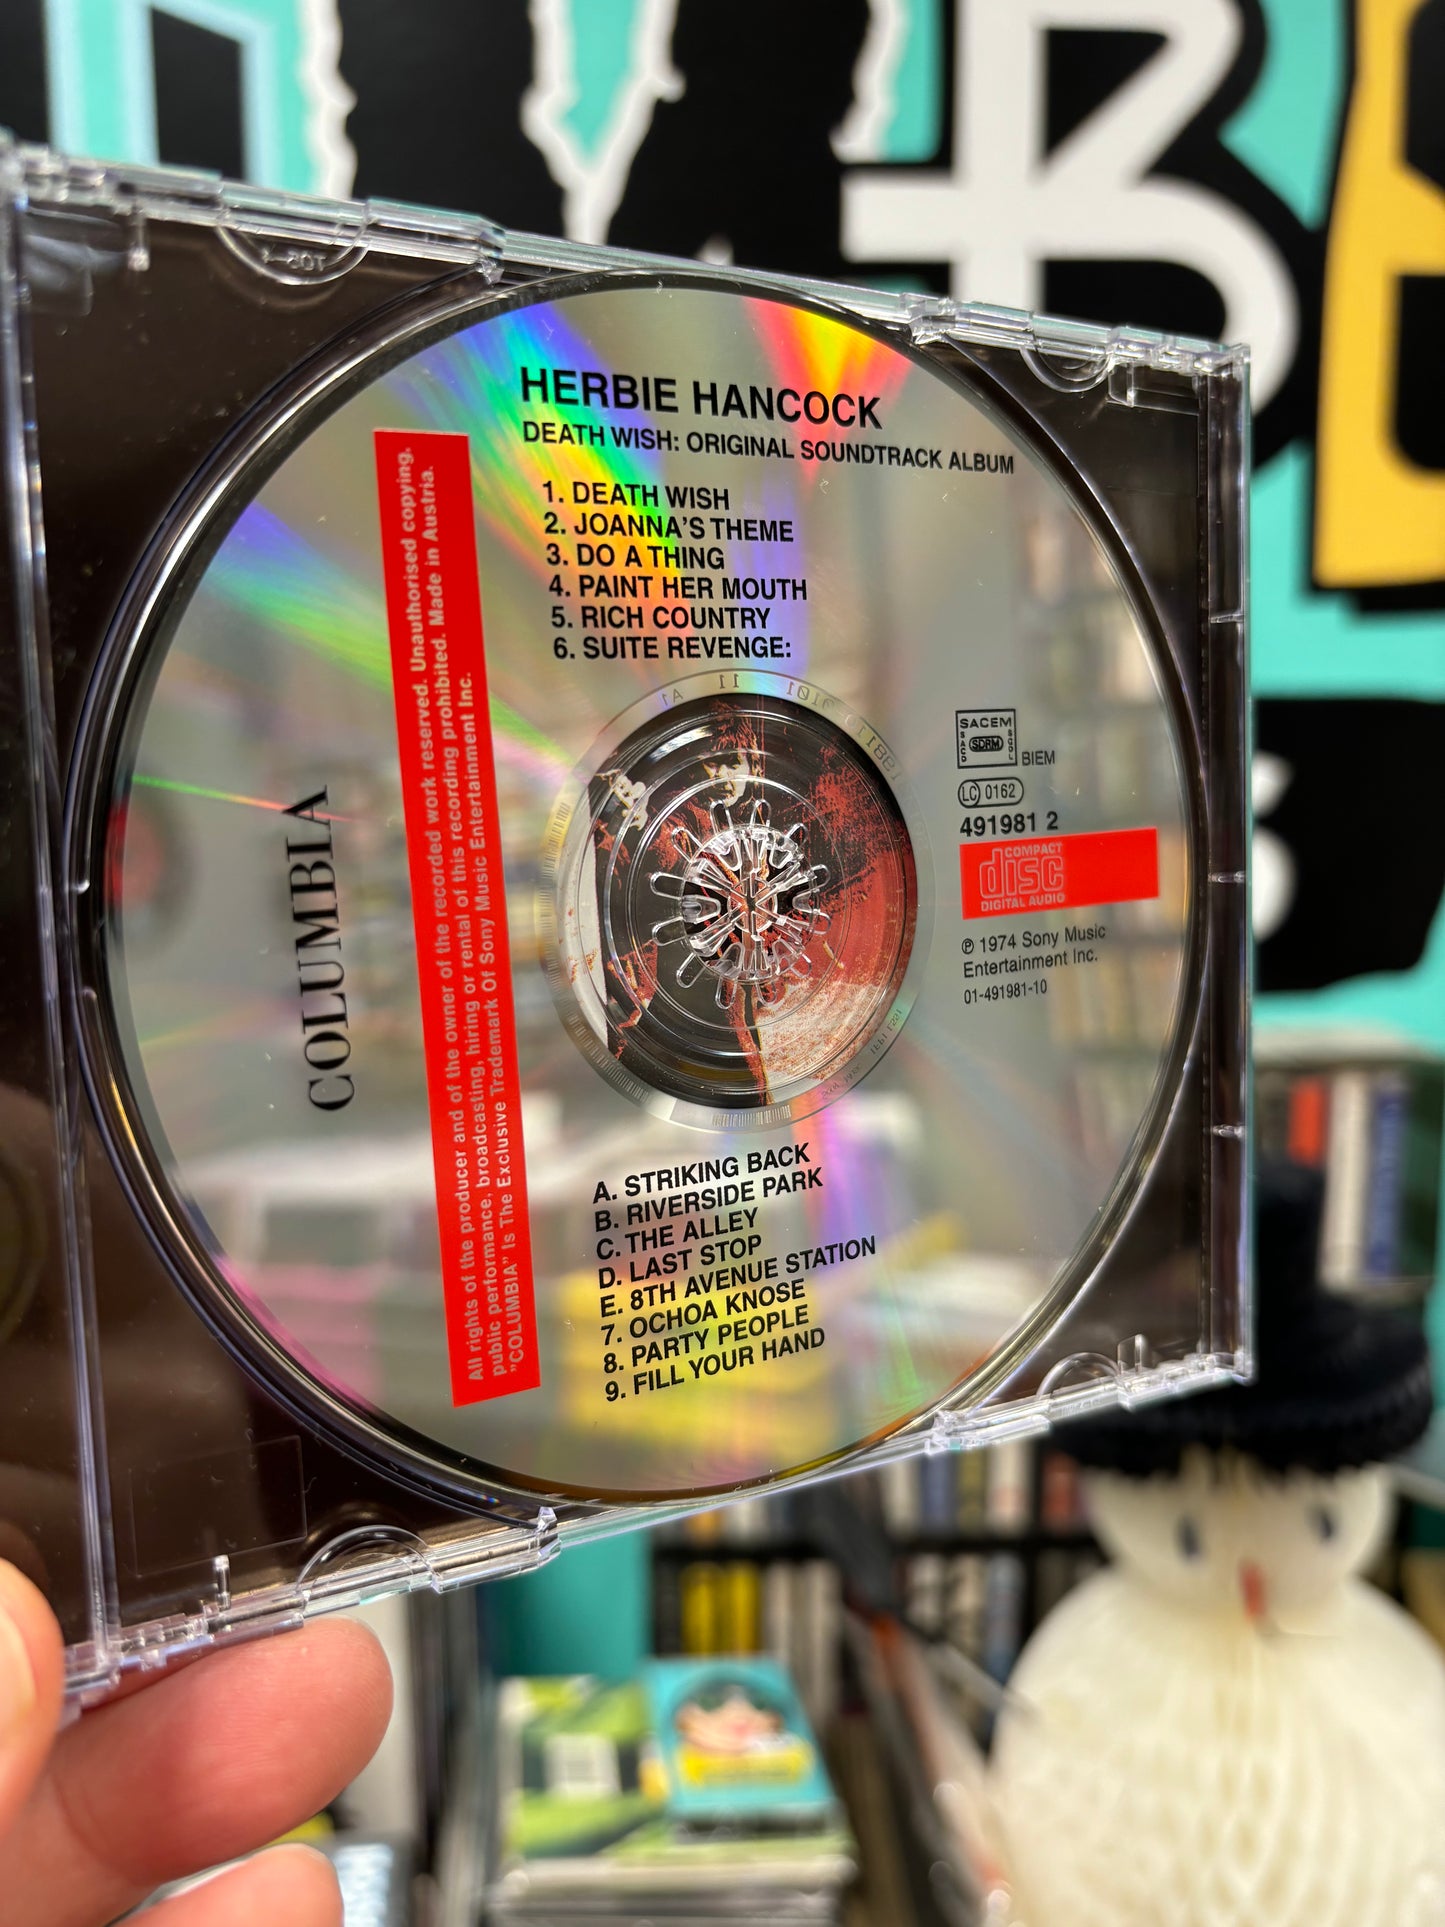 HERBIE HANCOCK
DEATH WISH: ORIGINAL SOUNDTRACK ALBUM
1. DEATH WISH
2. JOANNA'S THEME
3. DO A THING
4. PAINT HER MOUTH
5. RICH COUNTRY
6. SUITE REVENGE:
A. STRIKING BACK
B. RIVERSIDE PARK
C. THE ALLEY
D. LAST STOP
E. 8TH AVENUE STATION
7. OCHOA KNOSE
8. PARTY PEOPLE
9. FILL YOUR HAND
COLUMBIA
All rights of the producer and of the owner of the recorded work reserved. Unauthorised copying,
public performance, broadcasting, hiring or rental of this recording prohibited. Made in Austria.
"COLUMBIA" Is The Exclusive Trademark Of Sony Music Entertainment Inc.
SACEM
SACD
SDRM
SGDL
BIEM
LC 0162
491981 2
COMPACT
disc
DIGITAL AUDIO
℗ 1974 Sony Music
Entertainment Inc.
01-491981-10